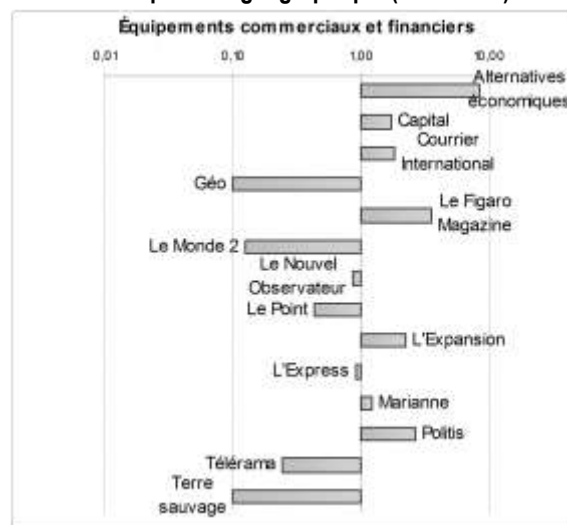 Équipements commerciaux et financiers
0,01 0,10 1,00 10,00
Alternatives
économiques
Capital
Courrier
International
Géo
Le Figaro
Magazine
Le Monde 2
Le Nouvel
Observateur
Le Point
L'Expansion
L'Express
Marianne
Politis
Télérama
Terre
sauvage